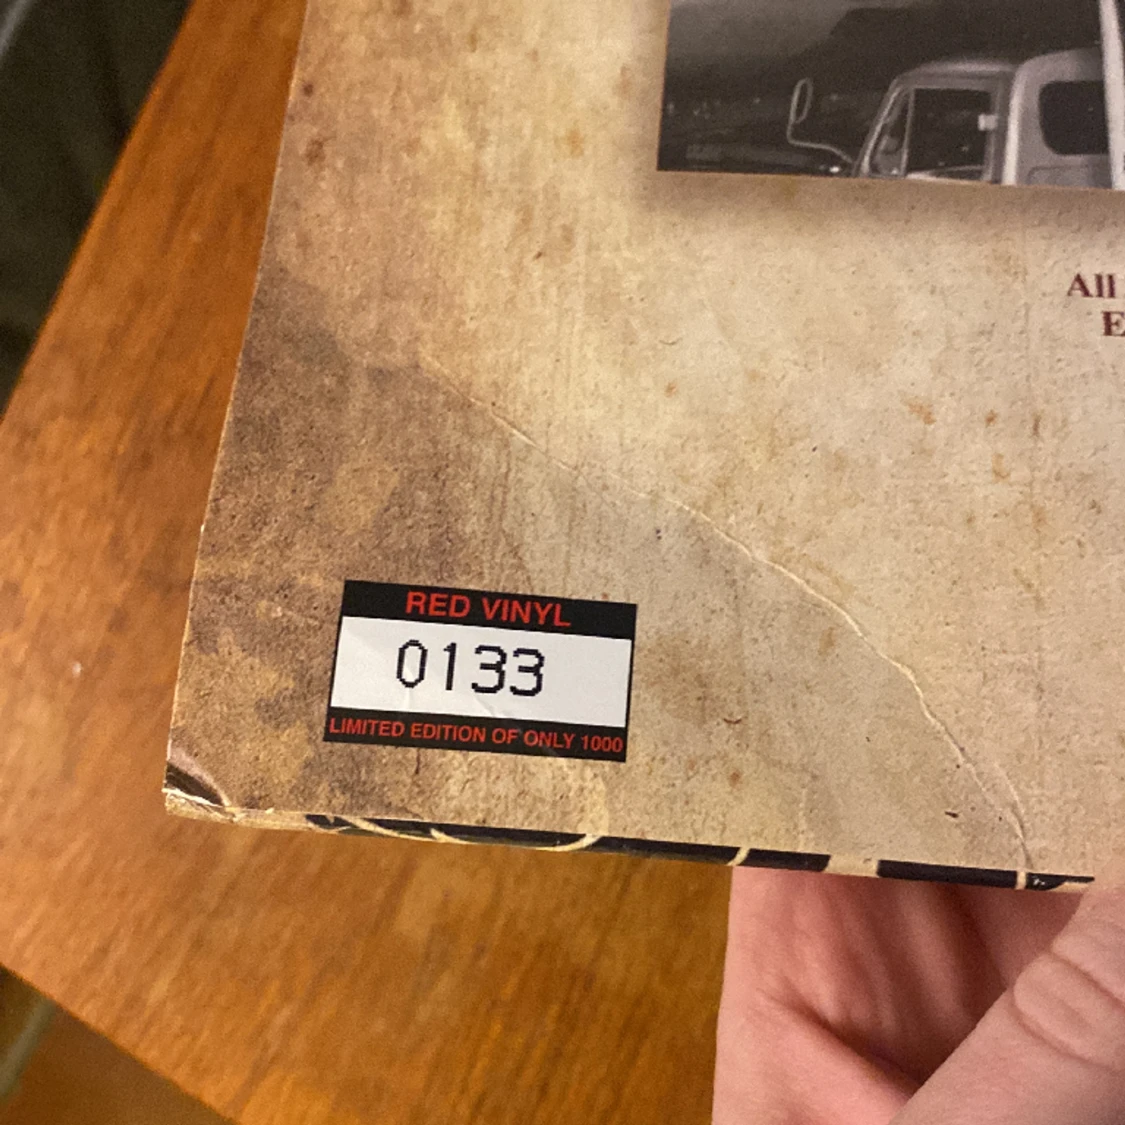 All
E
RED VINYL
0133
LIMITED EDITION OF ONLY 1000